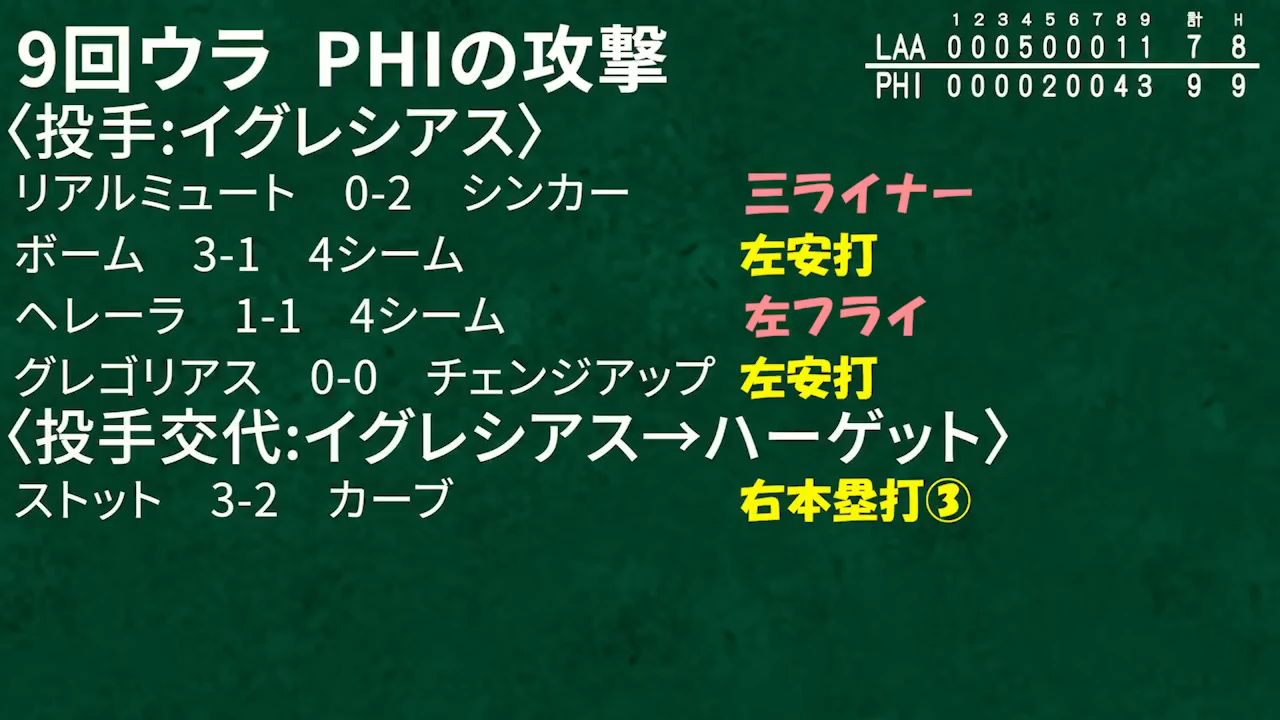 9回ウラ PHIの攻撃
1 2 3 4 5 6 7 8 9 計 H
LAA 0 0 0 5 0 0 0 1 1 7 8
PHI 0 0 0 0 2 0 0 4 3 9 9
〈投手:イグレシアス〉
リアルミュート 0-2 シンカー 三ライナー
ボーム 3-1 4シーム 左安打
ヘレーラ 1-1 4シーム 左フライ
グレゴリアス 0-0 チェンジアップ 左安打
〈投手交代:イグレシアス→ハーゲット〉
ストット 3-2 カーブ 右本塁打③